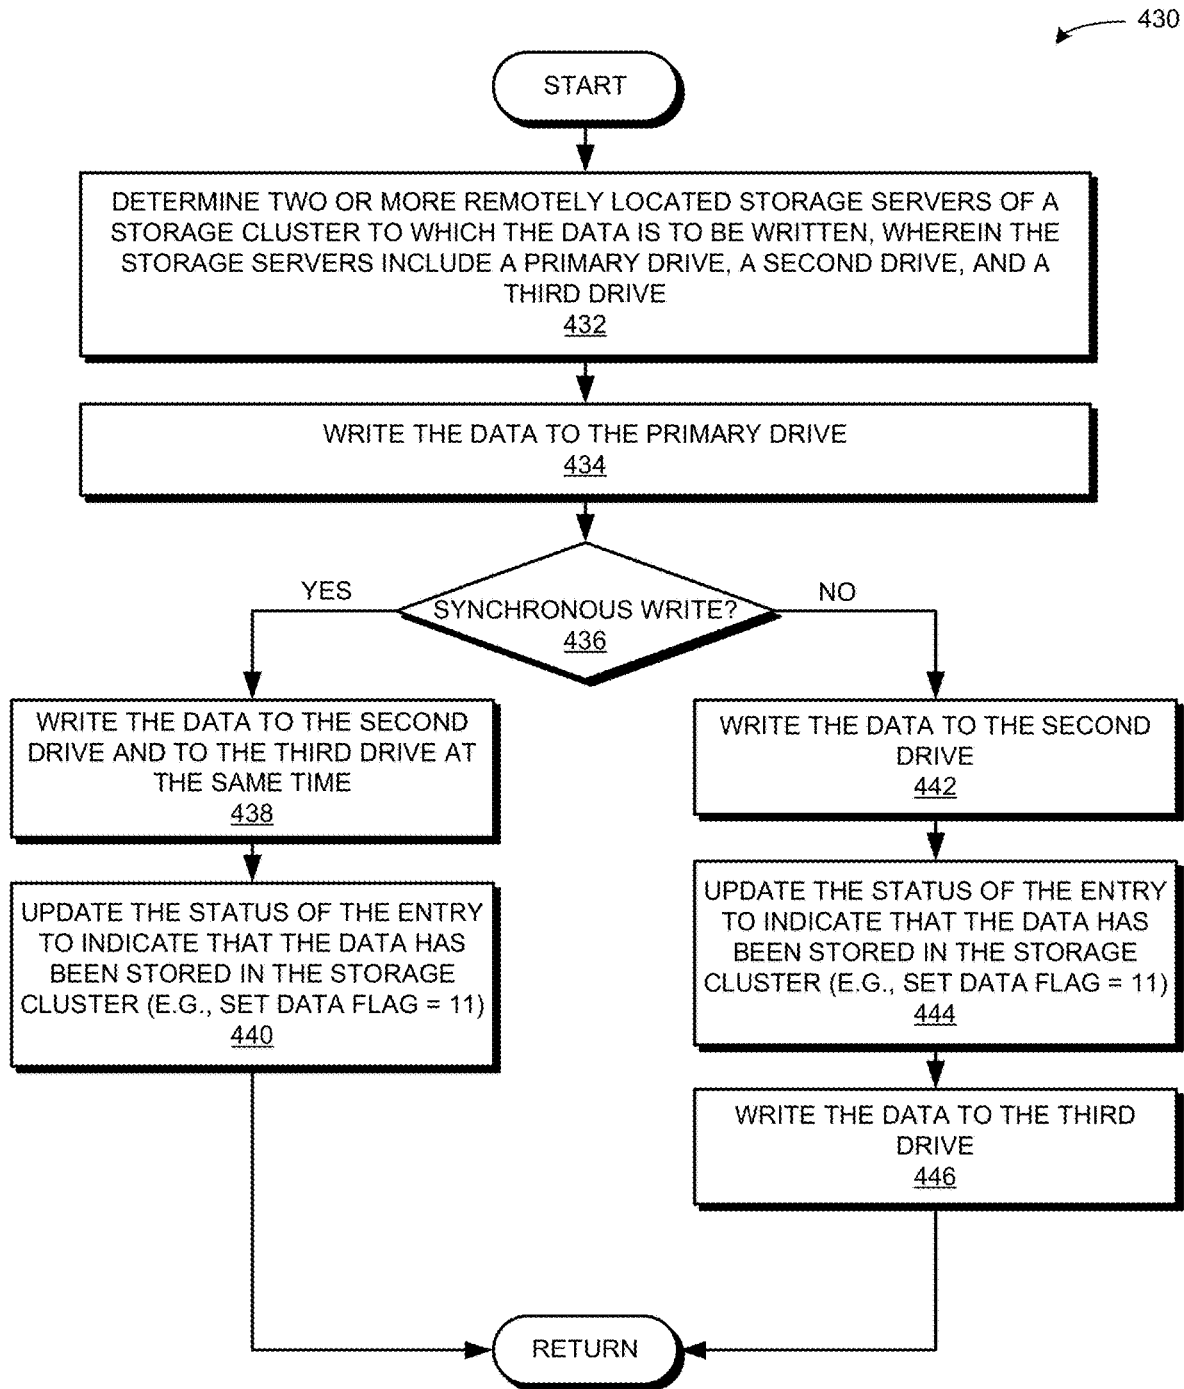 430
START
DETERMINE TWO OR MORE REMOTELY LOCATED STORAGE SERVERS OF A
STORAGE CLUSTER TO WHICH THE DATA IS TO BE WRITTEN, WHEREIN THE
STORAGE SERVERS INCLUDE A PRIMARY DRIVE, A SECOND DRIVE, AND A
THIRD DRIVE
432
WRITE THE DATA TO THE PRIMARY DRIVE
434
SYNCHRONOUS WRITE?
436
YES
NO
WRITE THE DATA TO THE SECOND
DRIVE AND TO THE THIRD DRIVE AT
THE SAME TIME
438
UPDATE THE STATUS OF THE ENTRY
TO INDICATE THAT THE DATA HAS
BEEN STORED IN THE STORAGE
CLUSTER (E.G., SET DATA FLAG = 11)
440
WRITE THE DATA TO THE SECOND
DRIVE
442
UPDATE THE STATUS OF THE ENTRY
TO INDICATE THAT THE DATA HAS
BEEN STORED IN THE STORAGE
CLUSTER (E.G., SET DATA FLAG = 11)
444
WRITE THE DATA TO THE THIRD
DRIVE
446
RETURN